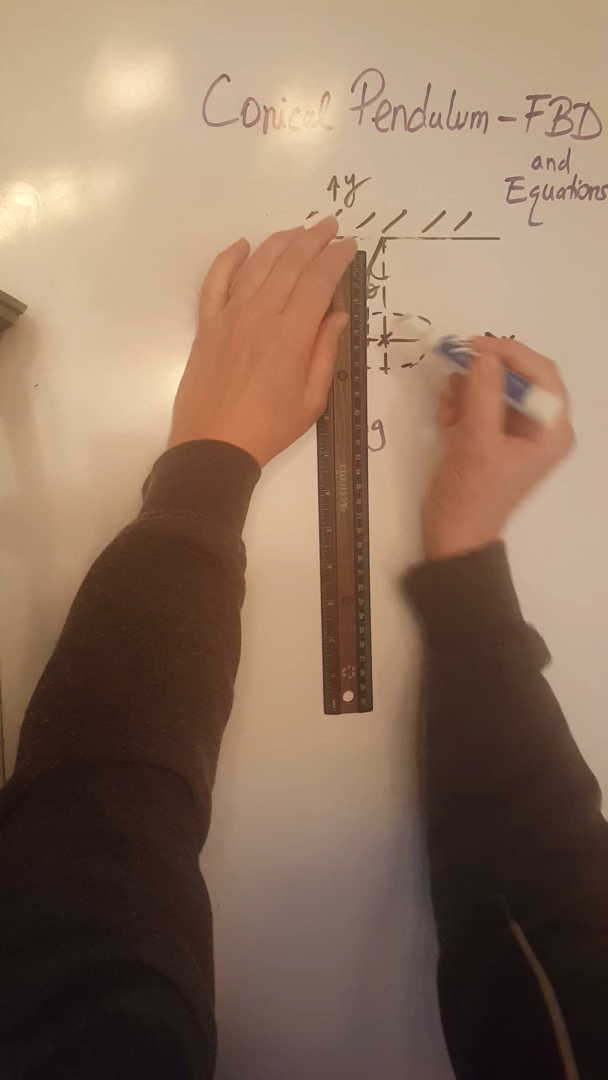 Conical Pendulum - FBD
and
Equations
y
g